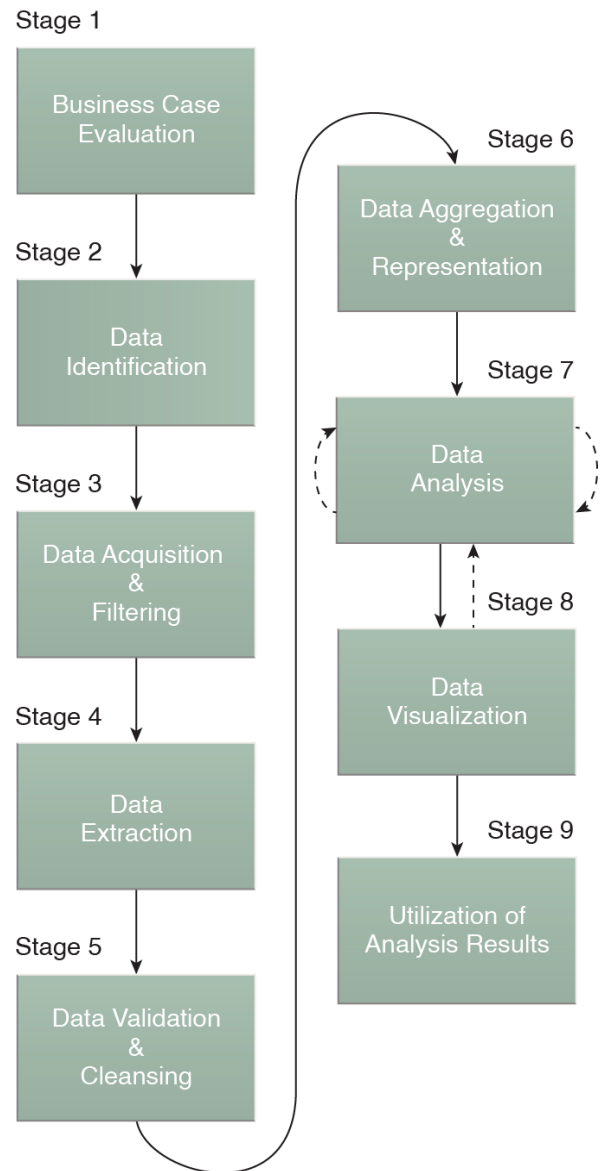 Stage 1
Business Case
Evaluation
Stage 2
Data
Identification
Stage 3
Data Acquisition
&
Filtering
Stage 4
Data
Extraction
Stage 5
Data Validation
&
Cleansing
Stage 6
Data Aggregation
&
Representation
Stage 7
Data
Analysis
Stage 8
Data
Visualization
Stage 9
Utilization of
Analysis Results